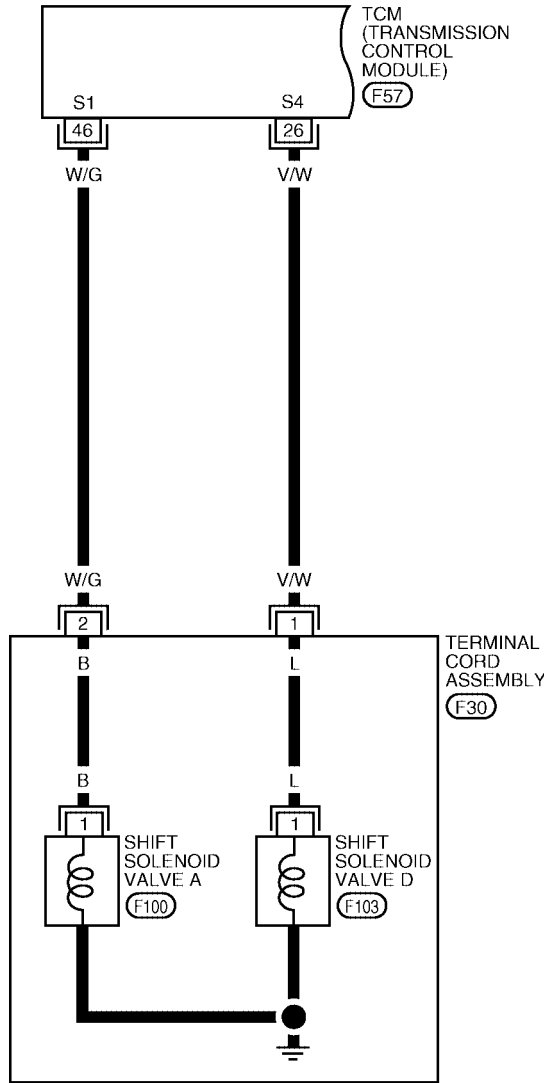 TCM
(TRANSMISSION
CONTROL
MODULE)
F57
S1
S4
46
26
W/G
V/W
W/G
V/W
2
1
TERMINAL
CORD
ASSEMBLY
F30
B
L
B
L
1
1
SHIFT
SOLENOID
VALVE A
F100
SHIFT
SOLENOID
VALVE D
F103